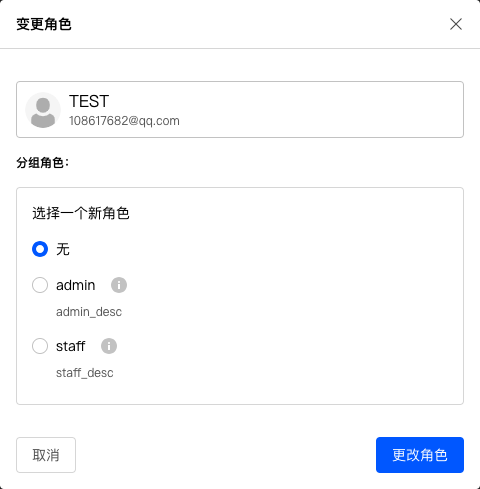 变更角色
TEST
108617682@qq.com
分组角色：
选择一个新角色
无
admin
admin_desc
staff
staff_desc
取消
更改角色